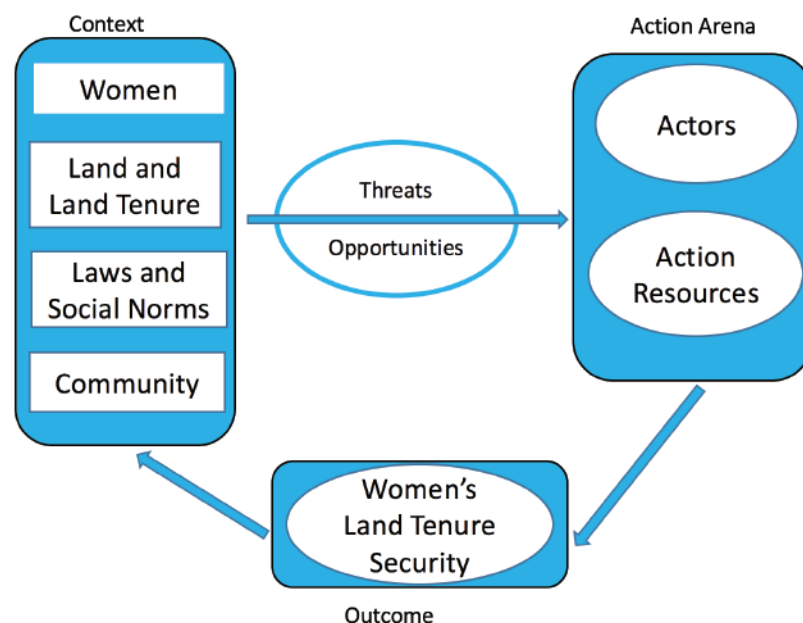 Context
Women
Land and
Land Tenure
Laws and
Social Norms
Community
Threats
Opportunities
Action Arena
Actors
Action
Resources
Women’s
Land Tenure
Security
Outcome